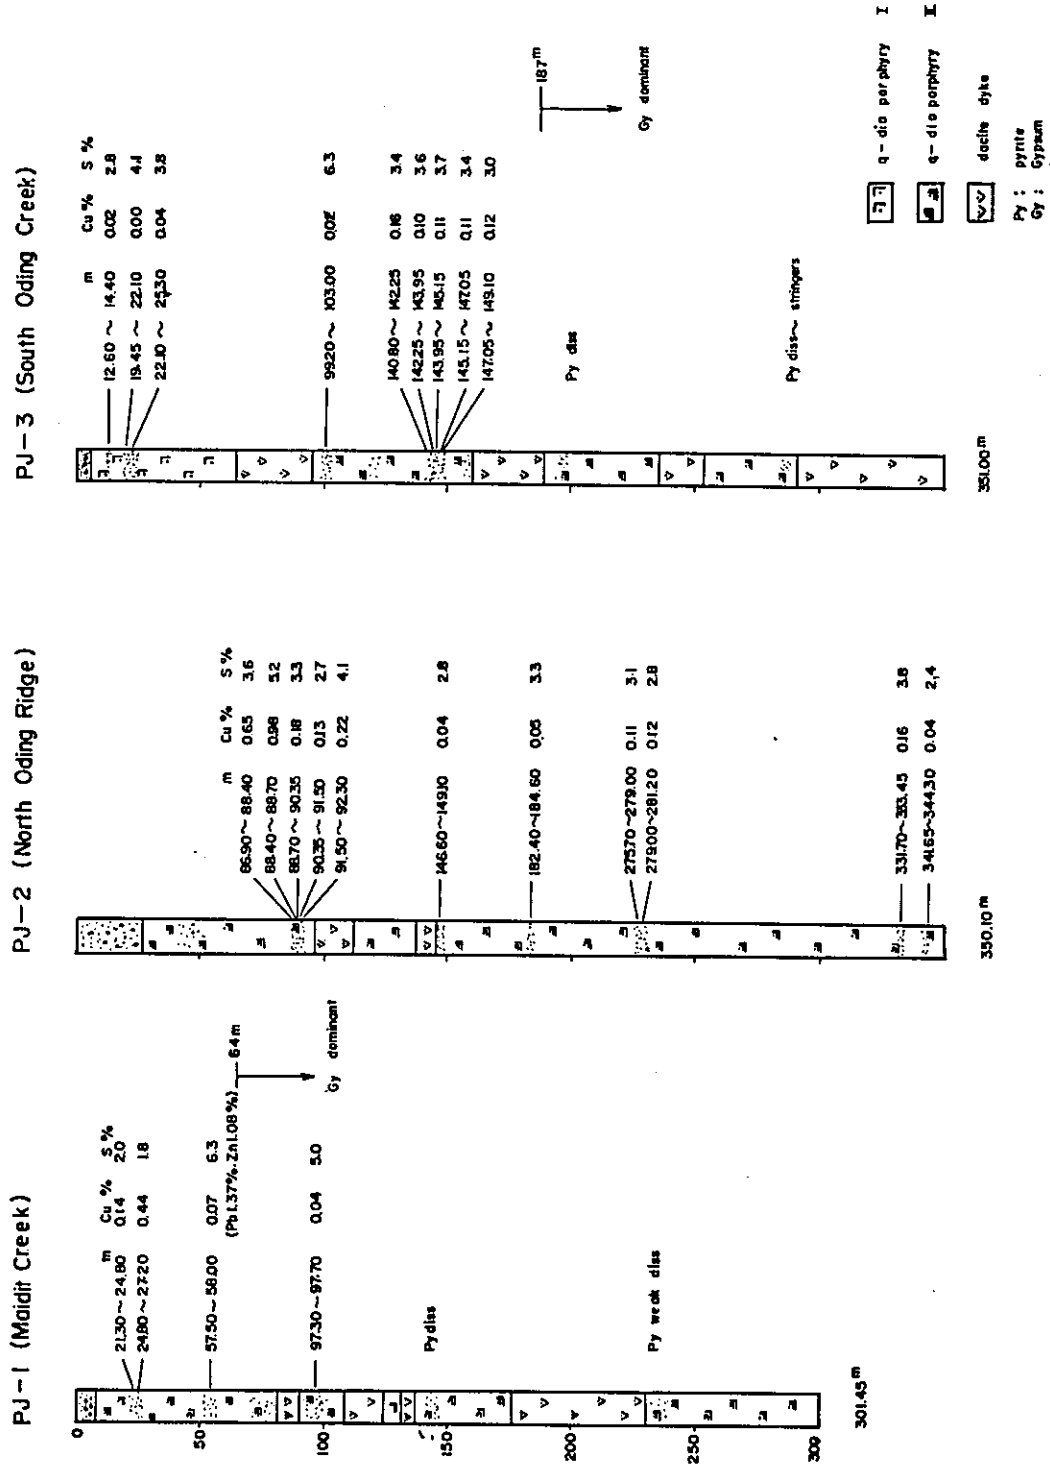 PJ-1 (Maidit Creek)
m Cu % S %
21.30~24.80 0.14 2.0
24.80~27.20 0.44 1.8
57.50~58.00 0.07 6.3
(Pb1.37%.Zn1.08%)
64m
Gy dominant
97.30~97.70 0.04 5.0
Py diss
Py weak diss
0
50
100
150
200
250
309
301.45m
PJ-2 (North Oding Ridge)
m Cu % S %
86.90~88.40 0.65 3.6
88.40~88.70 0.98 5.2
88.70~90.35 0.18 3.3
90.35~91.50 0.13 2.7
91.50~92.30 0.22 4.1
146.60~149.10 0.04 2.8
182.40~184.60 0.05 3.3
275.70~279.00 0.11 3.1
279.00~281.20 0.12 2.8
331.70~353.45 0.16 3.8
341.65~344.30 0.04 2.4
350.10m
PJ-3 (South Oding Creek)
m Cu % S %
12.60~14.40 0.02 2.8
19.45~22.10 0.00 4.1
22.10~25.30 0.04 3.8
99.20~103.00 0.02 6.3
140.80~142.25 0.16 3.4
142.25~143.95 0.10 3.6
143.95~145.15 0.11 3.7
145.15~147.05 0.11 3.4
147.05~149.10 0.12 3.0
187m
Gy dominant
Py diss
Py diss~stringers
351.00m
q-dio porphyry I
q-dio porphyry II
dacite dyke
Py : pyrite
Gy : Gypsum